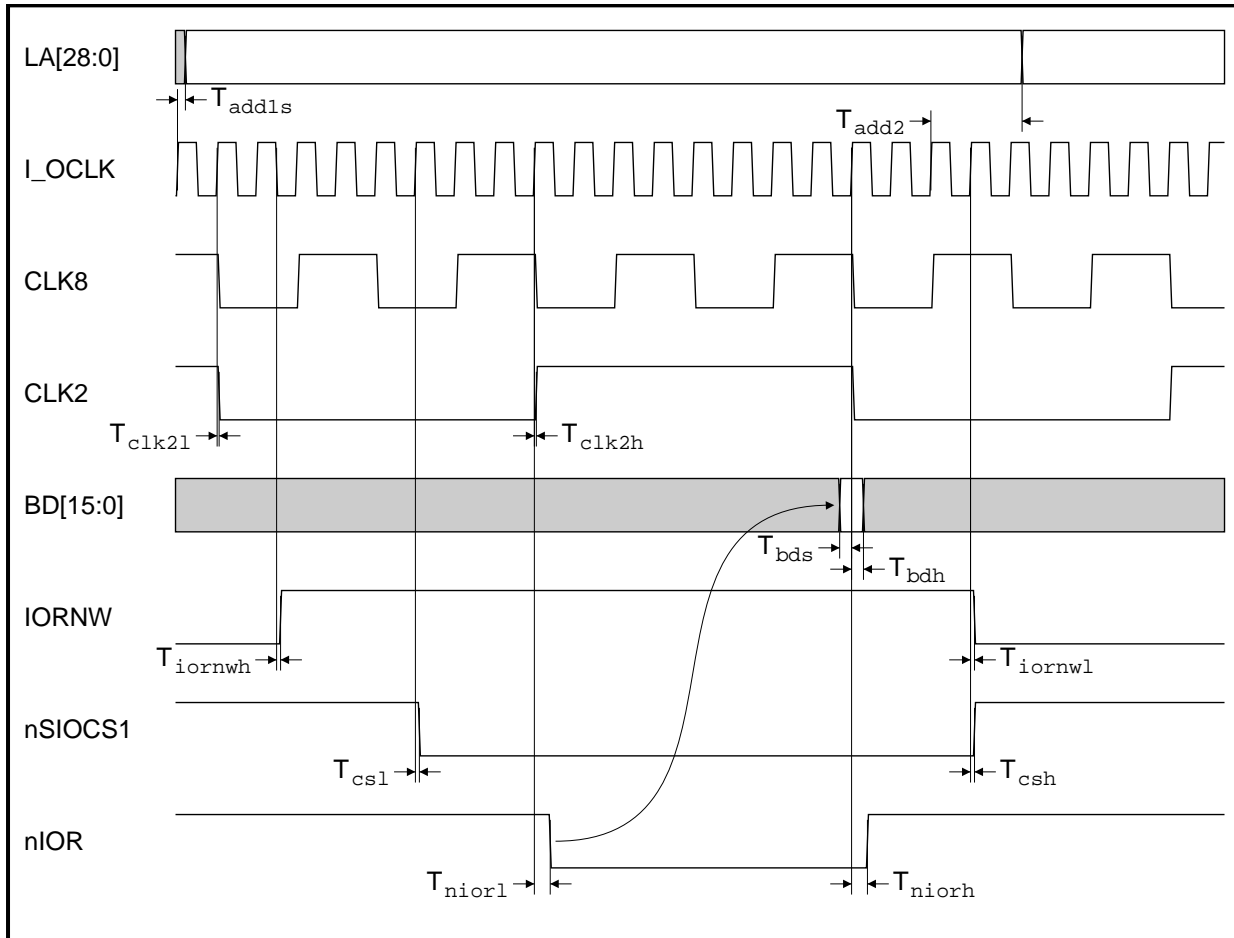 LA[28:0]
Tadd1s
Tadd2
I_OCLK
CLK8
CLK2
Tclk2l
Tclk2h
BD[15:0]
Tbds
Tbdh
IORNW
Tiornwh
Tiornwl
nSIOCS1
Tcsl
Tcsh
nIOR
Tniorl
Tniorh